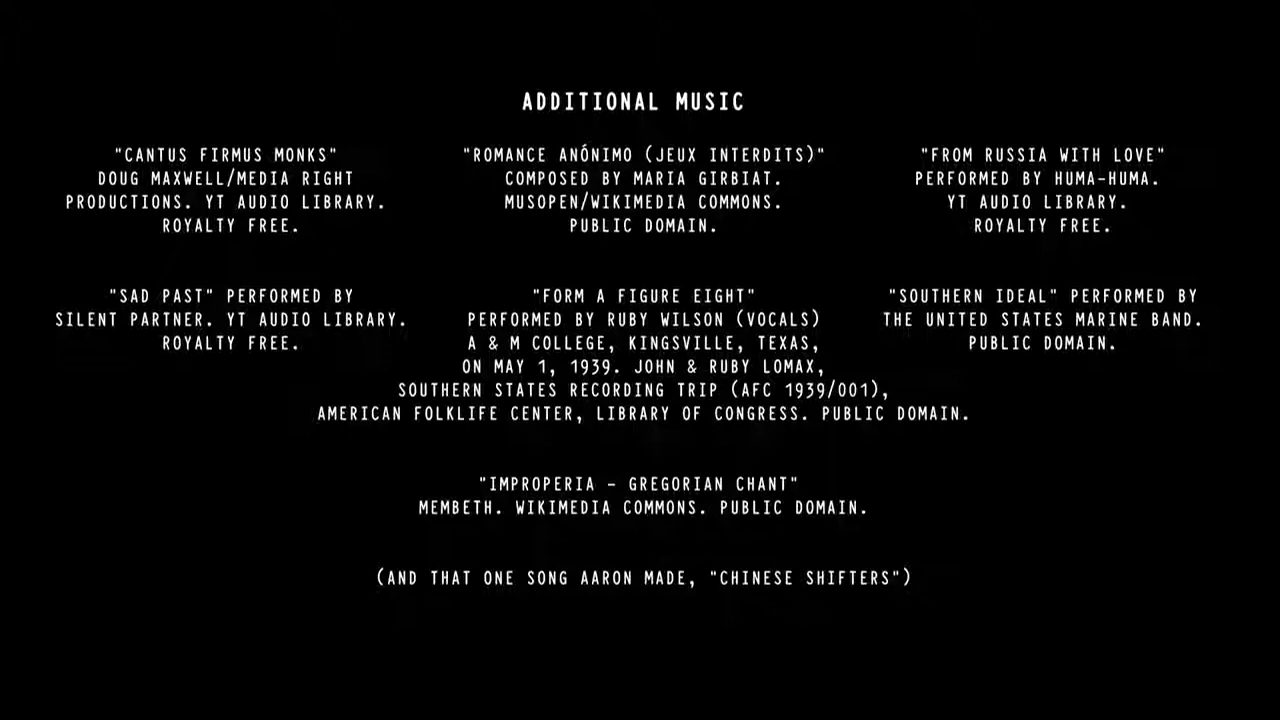 ADDITIONAL MUSIC
"CANTUS FIRMUS MONKS"
DOUG MAXWELL/MEDIA RIGHT
PRODUCTIONS. YT AUDIO LIBRARY.
ROYALTY FREE.
"ROMANCE ANÓNIMO (JEUX INTERDITS)"
COMPOSED BY MARIA GIRBIAT.
MUSOPEN/WIKIMEDIA COMMONS.
PUBLIC DOMAIN.
"FROM RUSSIA WITH LOVE"
PERFORMED BY HUMA-HUMA.
YT AUDIO LIBRARY.
ROYALTY FREE.
"SAD PAST" PERFORMED BY
SILENT PARTNER. YT AUDIO LIBRARY.
ROYALTY FREE.
"FORM A FIGURE EIGHT"
PERFORMED BY RUBY WILSON (VOCALS)
A & M COLLEGE, KINGSVILLE, TEXAS,
ON MAY 1, 1939. JOHN & RUBY LOMAX,
SOUTHERN STATES RECORDING TRIP (AFC 1939/001),
AMERICAN FOLKLIFE CENTER, LIBRARY OF CONGRESS. PUBLIC DOMAIN.
"SOUTHERN IDEAL" PERFORMED BY
THE UNITED STATES MARINE BAND.
PUBLIC DOMAIN.
"IMPROPERIA – GREGORIAN CHANT"
MEMBETH. WIKIMEDIA COMMONS. PUBLIC DOMAIN.
(AND THAT ONE SONG AARON MADE, "CHINESE SHIFTERS")